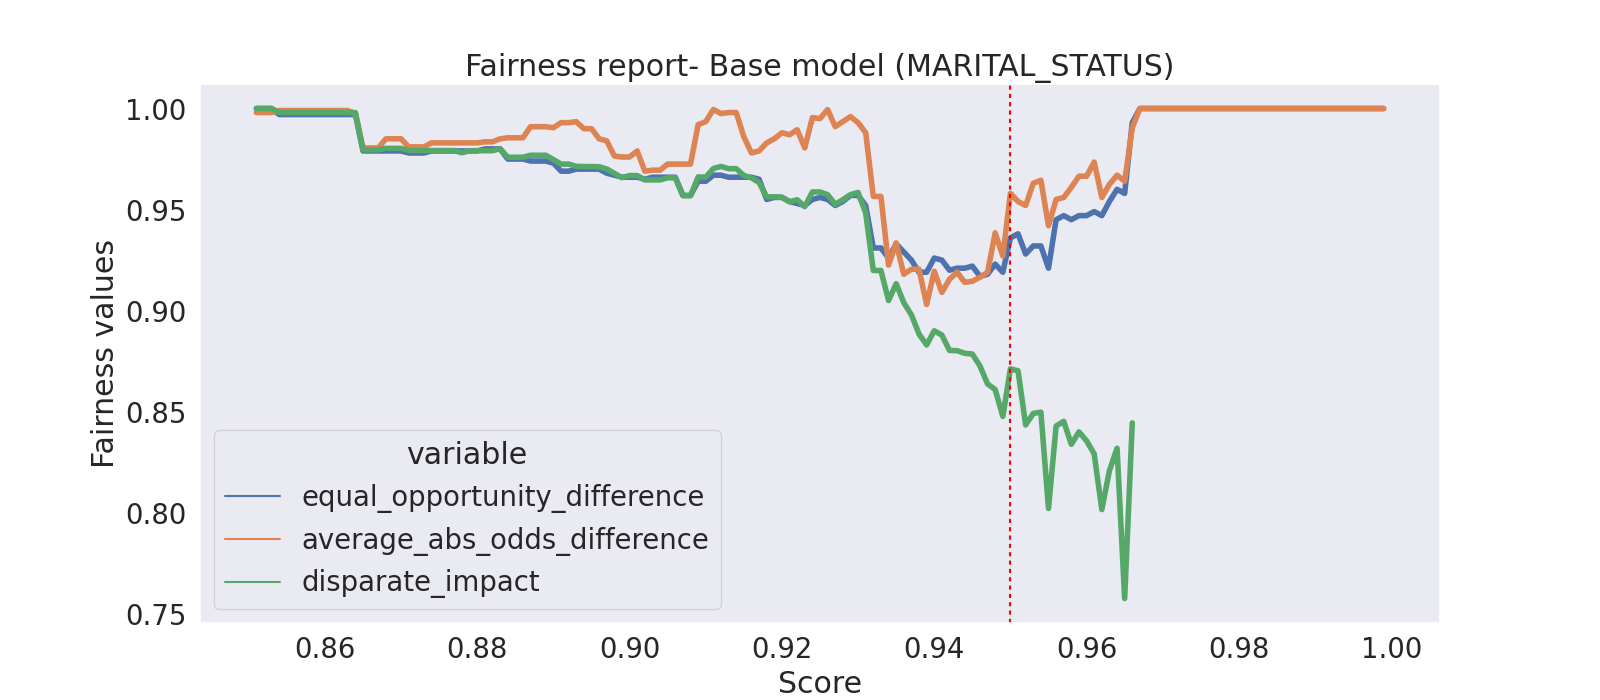 Fairness report- Base model (MARITAL_STATUS)
Fairness values
1.00
0.95
0.90
0.85
0.80
0.75
variable
equal_opportunity_difference
average_abs_odds_difference
disparate_impact
0.86 0.88 0.90 0.92 0.94 0.96 0.98 1.00
Score